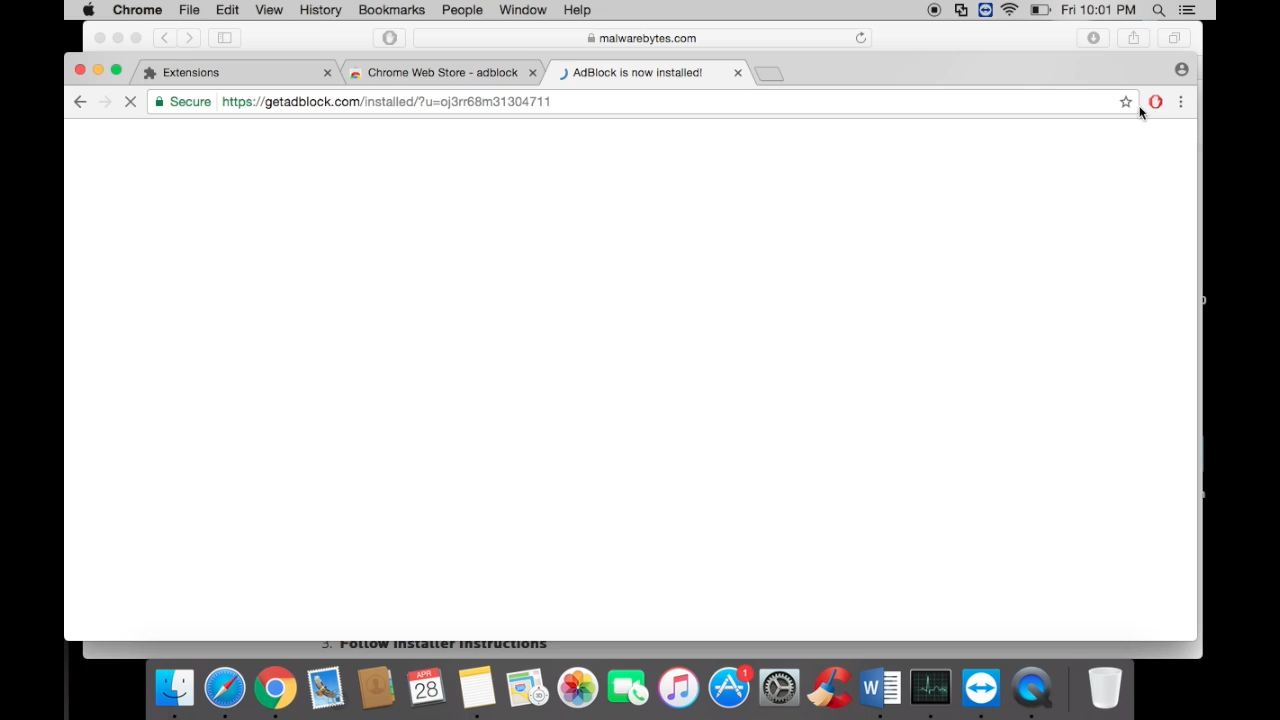 Chrome File Edit View History Bookmarks People Window Help Fri 10:01 PM
malwarebytes.com
Extensions Chrome Web Store - adblock AdBlock is now installed!
Secure https://getadblock.com/installed/?u=oj3rr68m31304711
3. Follow Installer Instructions
APR 1
28